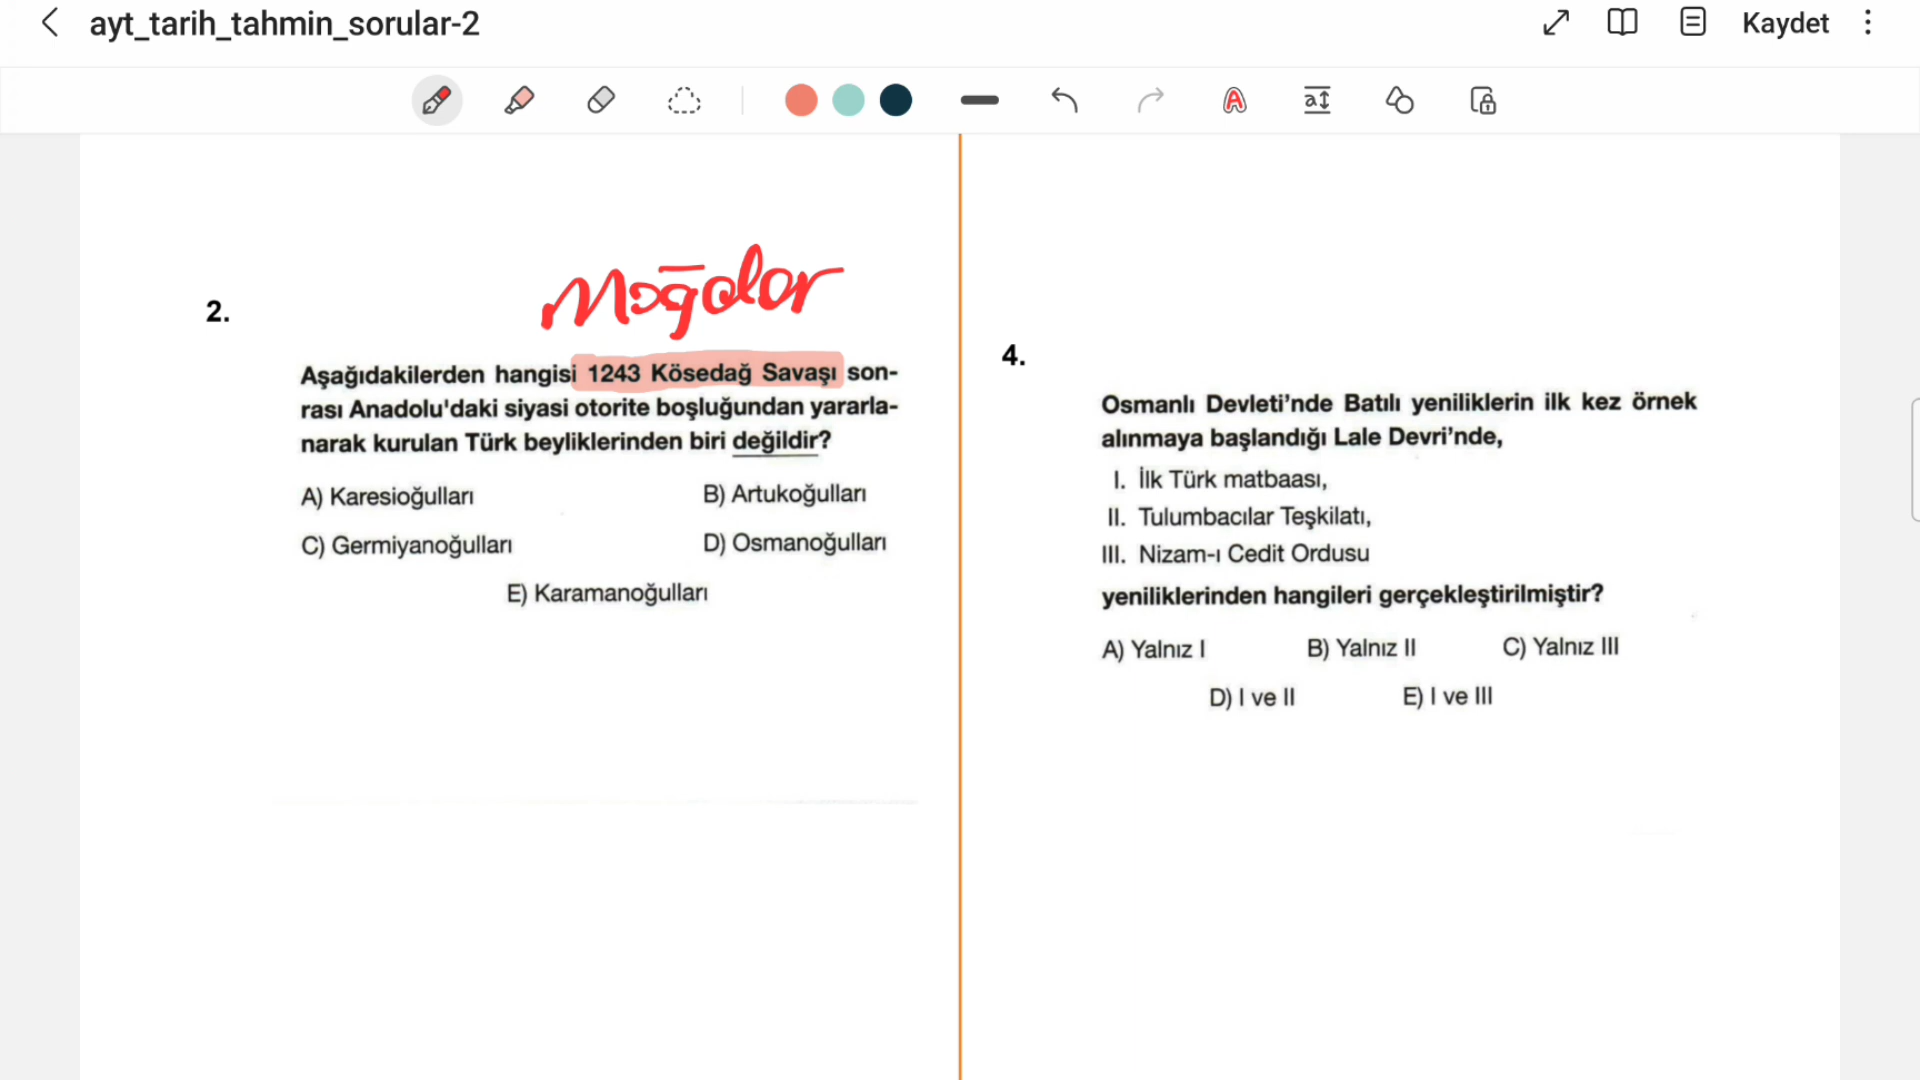 ayt_tarih_tahmin_sorular-2
Kaydet
Moğollar
2.
Aşağıdakilerden hangisi 1243 Kösedağ Savaşı son-
rası Anadolu'daki siyasi otorite boşluğundan yararla-
narak kurulan Türk beyliklerinden biri değildir?
A) Karesioğulları
B) Artukoğulları
C) Germiyanoğulları
D) Osmanoğulları
E) Karamanoğulları
4.
Osmanlı Devleti'nde Batılı yeniliklerin ilk kez örnek
alınmaya başlandığı Lale Devri'nde,
I. İlk Türk matbaası,
II. Tulumbacılar Teşkilatı,
III. Nizam-ı Cedit Ordusu
yeniliklerinden hangileri gerçekleştirilmiştir?
A) Yalnız I
B) Yalnız II
C) Yalnız III
D) I ve II
E) I ve III